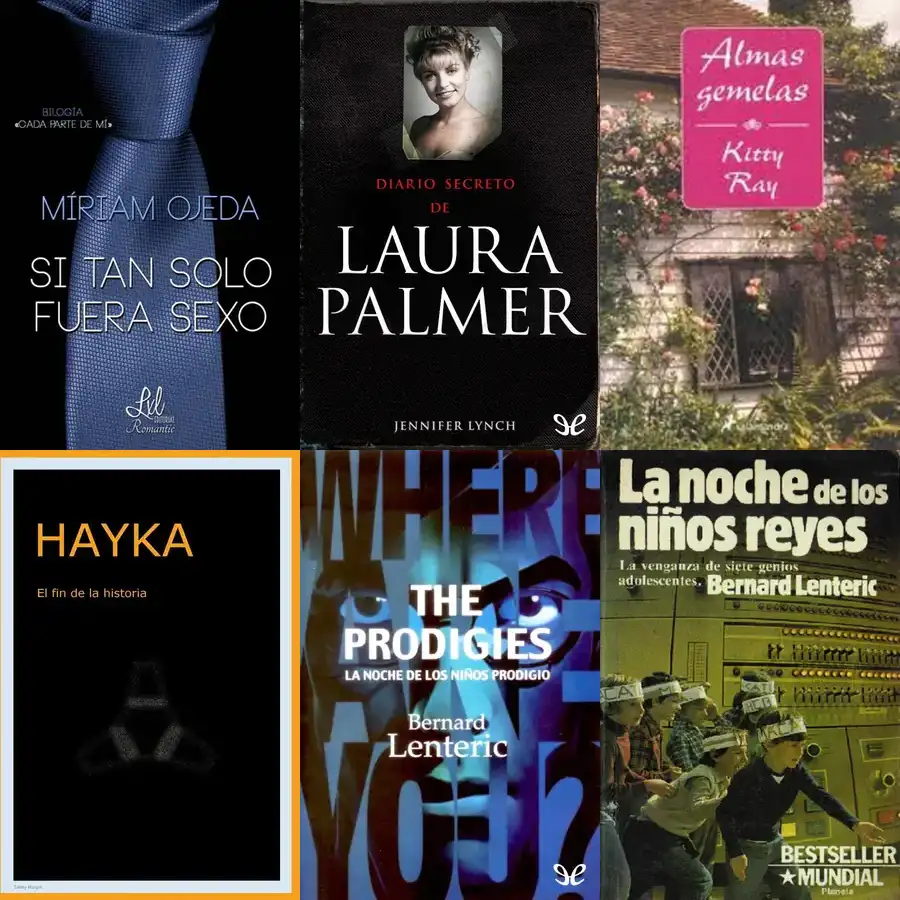 BILOGÍA
«CADA PARTE DE MÍ»
MÍRIAM OJEDA
SI TAN SOLO
FUERA SEXO
LxL
EDITORIAL
Romantic
DIARIO SECRETO
DE
LAURA
PALMER
JENNIFER LYNCH
Almas
gemelas
Kitty
Ray
salamandra
HAYKA
El fin de la historia
WHERE
ARE
YOU?
THE
PRODIGIES
LA NOCHE DE LOS NIÑOS PRODIGIO
Bernard
Lenteric
La noche de los
niños reyes
La venganza de siete genios
adolescentes. Bernard Lenteric
BESTSELLER
★MUNDIAL
Planeta